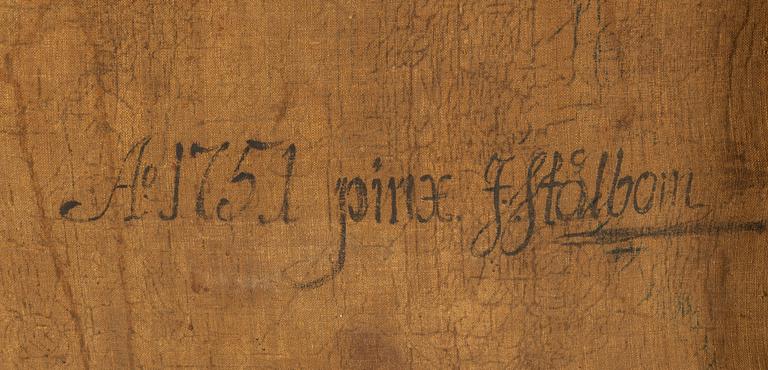 Aº 1751 pinx. J. Stålbom